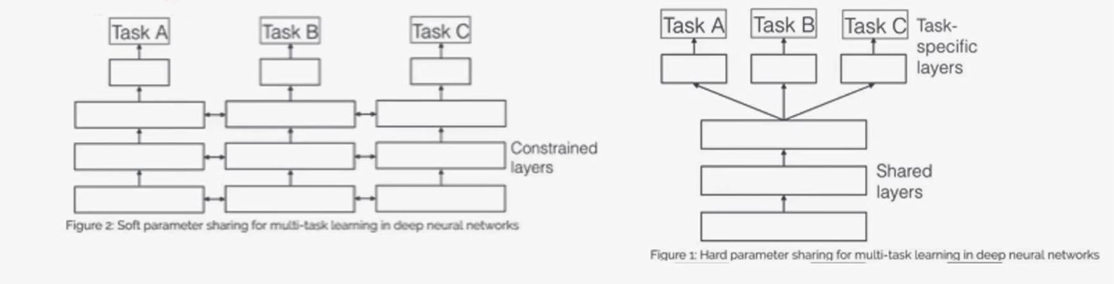 Task A
Task B
Task C
Constrained
layers
Figure 2: Soft parameter sharing for multi-task learning in deep neural networks
Task A
Task B
Task C
Task-
specific
layers
Shared
layers
Figure 1: Hard parameter sharing for multi-task learning in deep neural networks